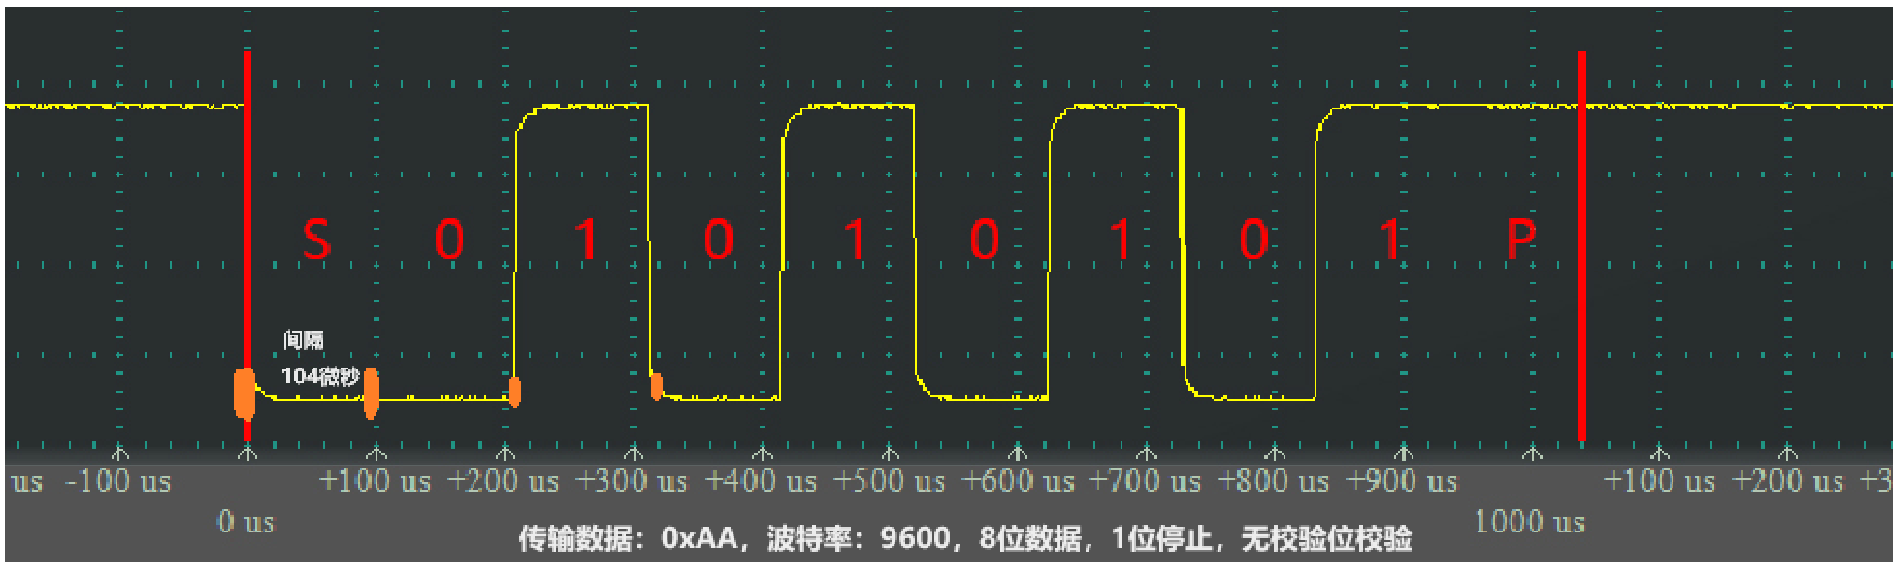 S 0 1 0 1 0 1 0 1 P
间隔
104微秒
us -100 us +100 us +200 us +300 us +400 us +500 us +600 us +700 us +800 us +900 us +100 us +200 us +3
0 us 1000 us
传输数据：0xAA，波特率：9600，8位数据，1位停止，无校验位校验